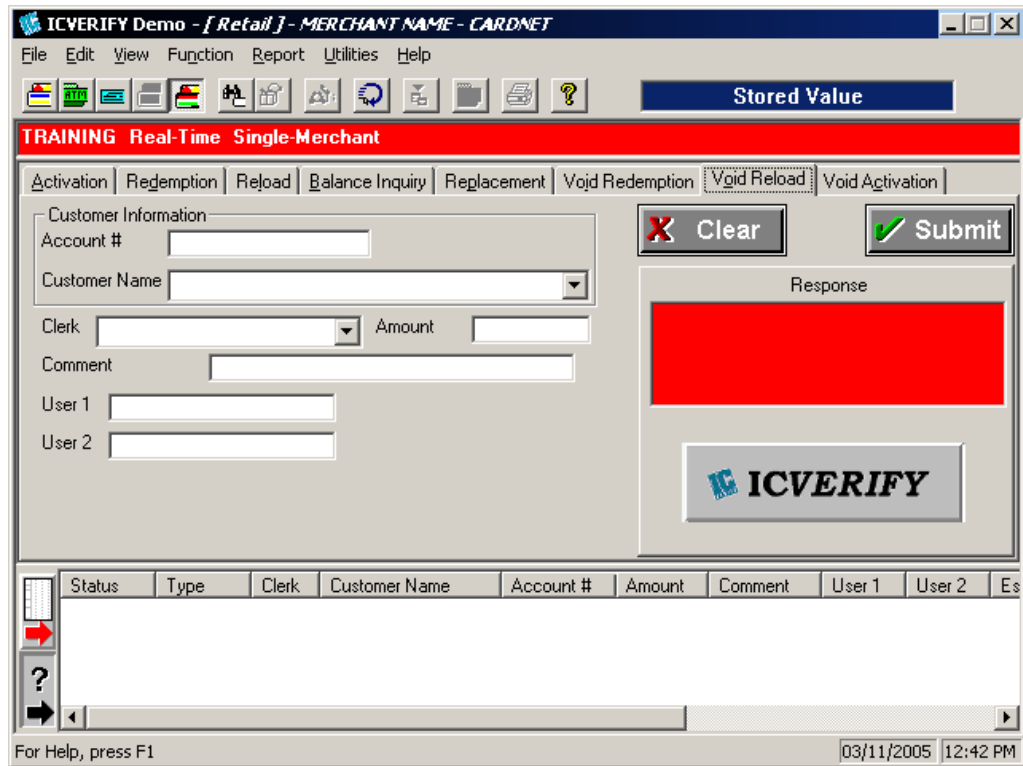 ICVERIFY Demo - [ Retail ] - MERCHANT NAME - CARDNET
File Edit View Function Report Utilities Help
ATM ? Stored Value
TRAINING Real-Time Single-Merchant
Activation Redemption Reload Balance Inquiry Replacement Void Redemption Void Reload Void Activation
Customer Information
Account #
Clear
Submit
Customer Name
Response
Clerk Amount
Comment
User 1
User 2
IC ICVERIFY
Status Type Clerk Customer Name Account # Amount Comment User 1 User 2 Es
?
For Help, press F1 03/11/2005 12:42 PM